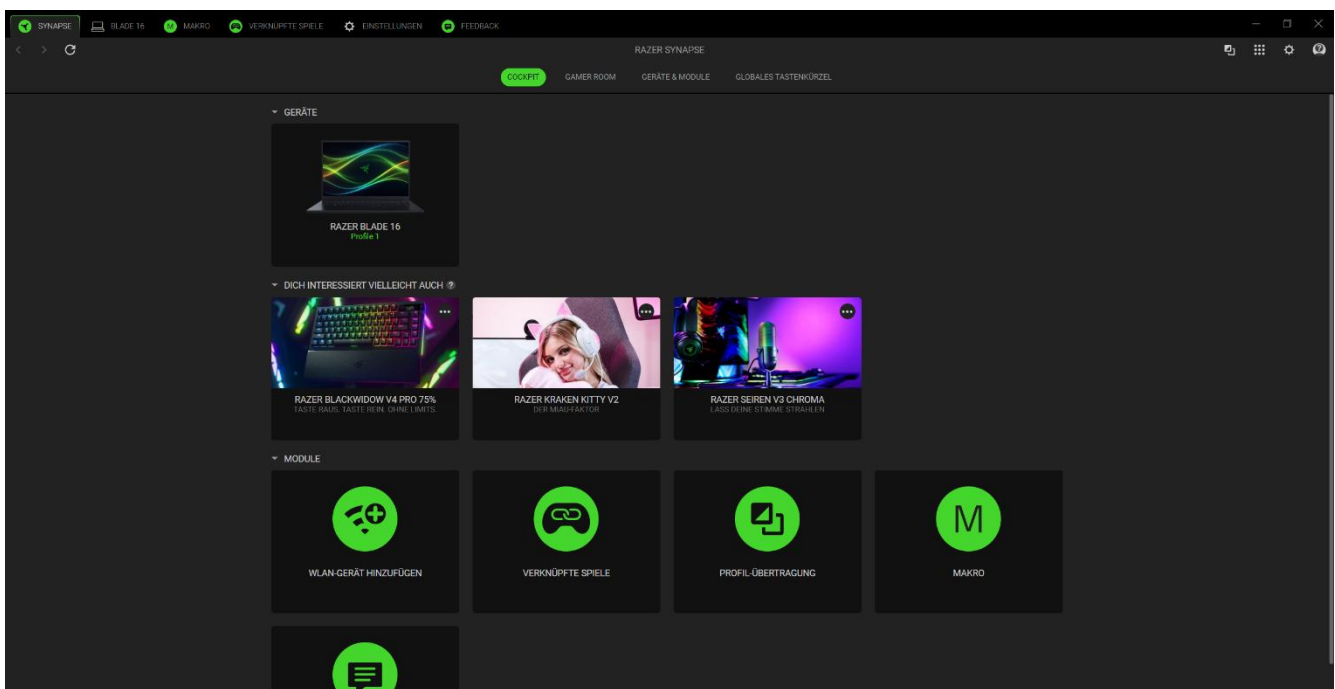 SYNAPSE
BLADE 16
M MAKRO
VERKNÜPFTE SPIELE
EINSTELLUNGEN
FEEDBACK
RAZER SYNAPSE
COCKPIT
GAMER ROOM
GERÄTE & MODULE
GLOBALES TASTENKÜRZEL
GERÄTE
RAZER BLADE 16
Profile 1
DICH INTERESSIERT VIELLEICHT AUCH ?
RAZER BLACKWIDOW V4 PRO 75%
TASTE RAUS. TASTE REIN. OHNE LIMITS.
RAZER KRAKEN KITTY V2
DER MIAU-FAKTOR
RAZER SEIREN V3 CHROMA
LASS DEINE STIMME STRAHLEN
MODULE
WLAN-GERÄT HINZUFÜGEN
VERKNÜPFTE SPIELE
PROFIL-ÜBERTRAGUNG
M
MAKRO